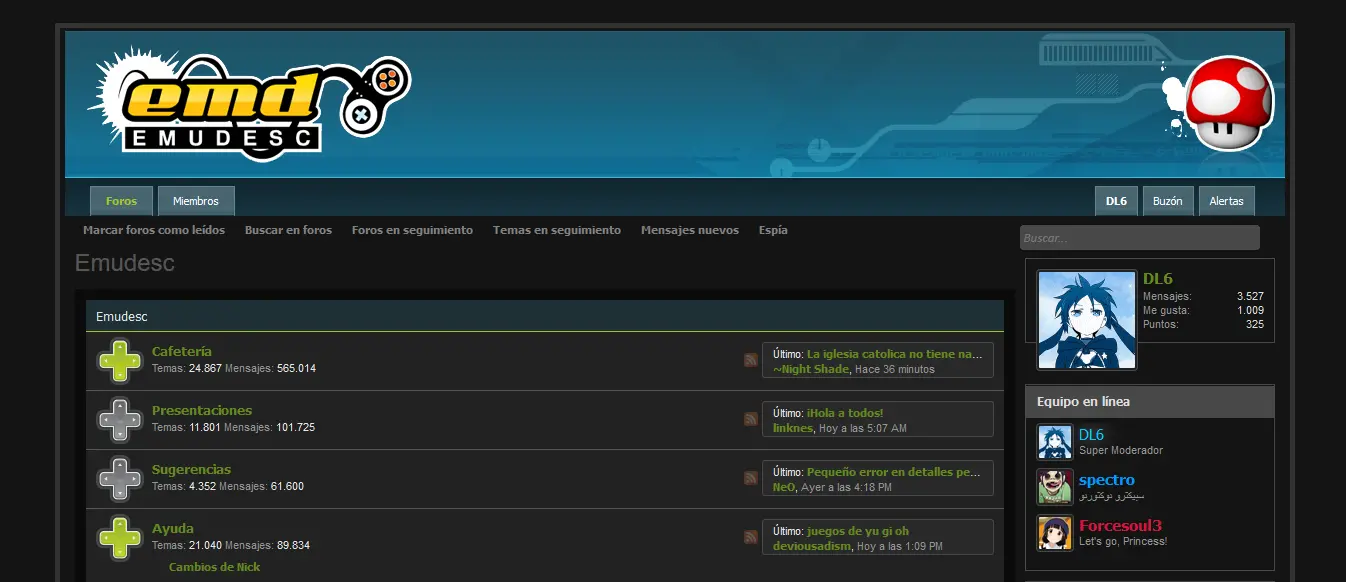 emd
EMUDESC
Foros
Miembros
DL6
Buzón
Alertas
Marcar foros como leídos
Buscar en foros
Foros en seguimiento
Temas en seguimiento
Mensajes nuevos
Espía
Buscar...
Emudesc
DL6
Mensajes: 3.527
Me gusta: 1.009
Puntos: 325
Emudesc
Cafetería
Temas: 24.867 Mensajes: 565.014
Último: La iglesia catolica no tiene na...
~Night Shade, Hace 36 minutos
Presentaciones
Temas: 11.801 Mensajes: 101.725
Último: ¡Hola a todos!
linknes, Hoy a las 5:07 AM
Sugerencias
Temas: 4.352 Mensajes: 61.600
Último: Pequeño error en detalles pe...
NeO, Ayer a las 4:18 PM
Ayuda
Temas: 21.040 Mensajes: 89.834
Último: juegos de yu gi oh
deviousadism, Hoy a las 1:09 PM
Cambios de Nick
Equipo en línea
DL6
Super Moderador
spectro
Forcesoul3
Let's go, Princess!